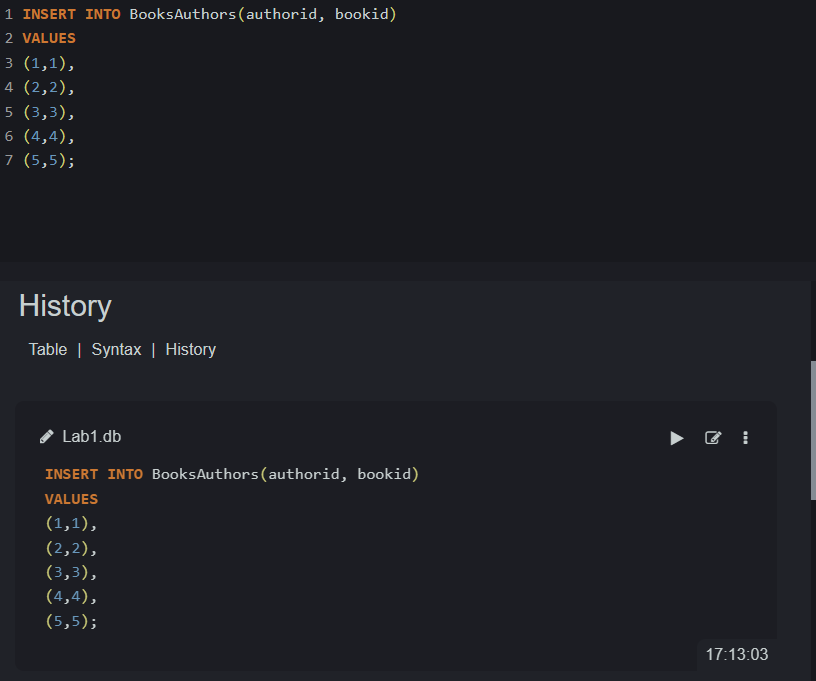 1 INSERT INTO BooksAuthors(authorid, bookid)
2 VALUES
3 (1,1),
4 (2,2),
5 (3,3),
6 (4,4),
7 (5,5);
History
Table | Syntax | History
Lab1.db
INSERT INTO BooksAuthors(authorid, bookid)
VALUES
(1,1),
(2,2),
(3,3),
(4,4),
(5,5);
17:13:03